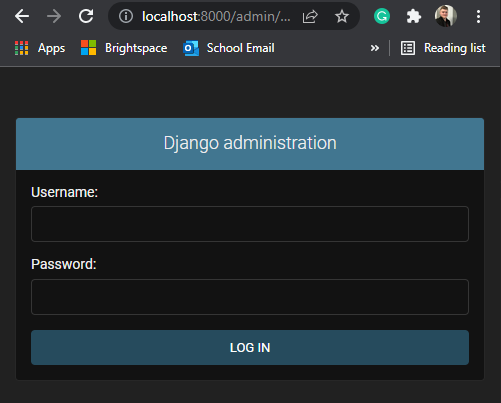 localhost:8000/admin/...
Apps Brightspace School Email » Reading list
Django administration
Username:
Password:
LOG IN